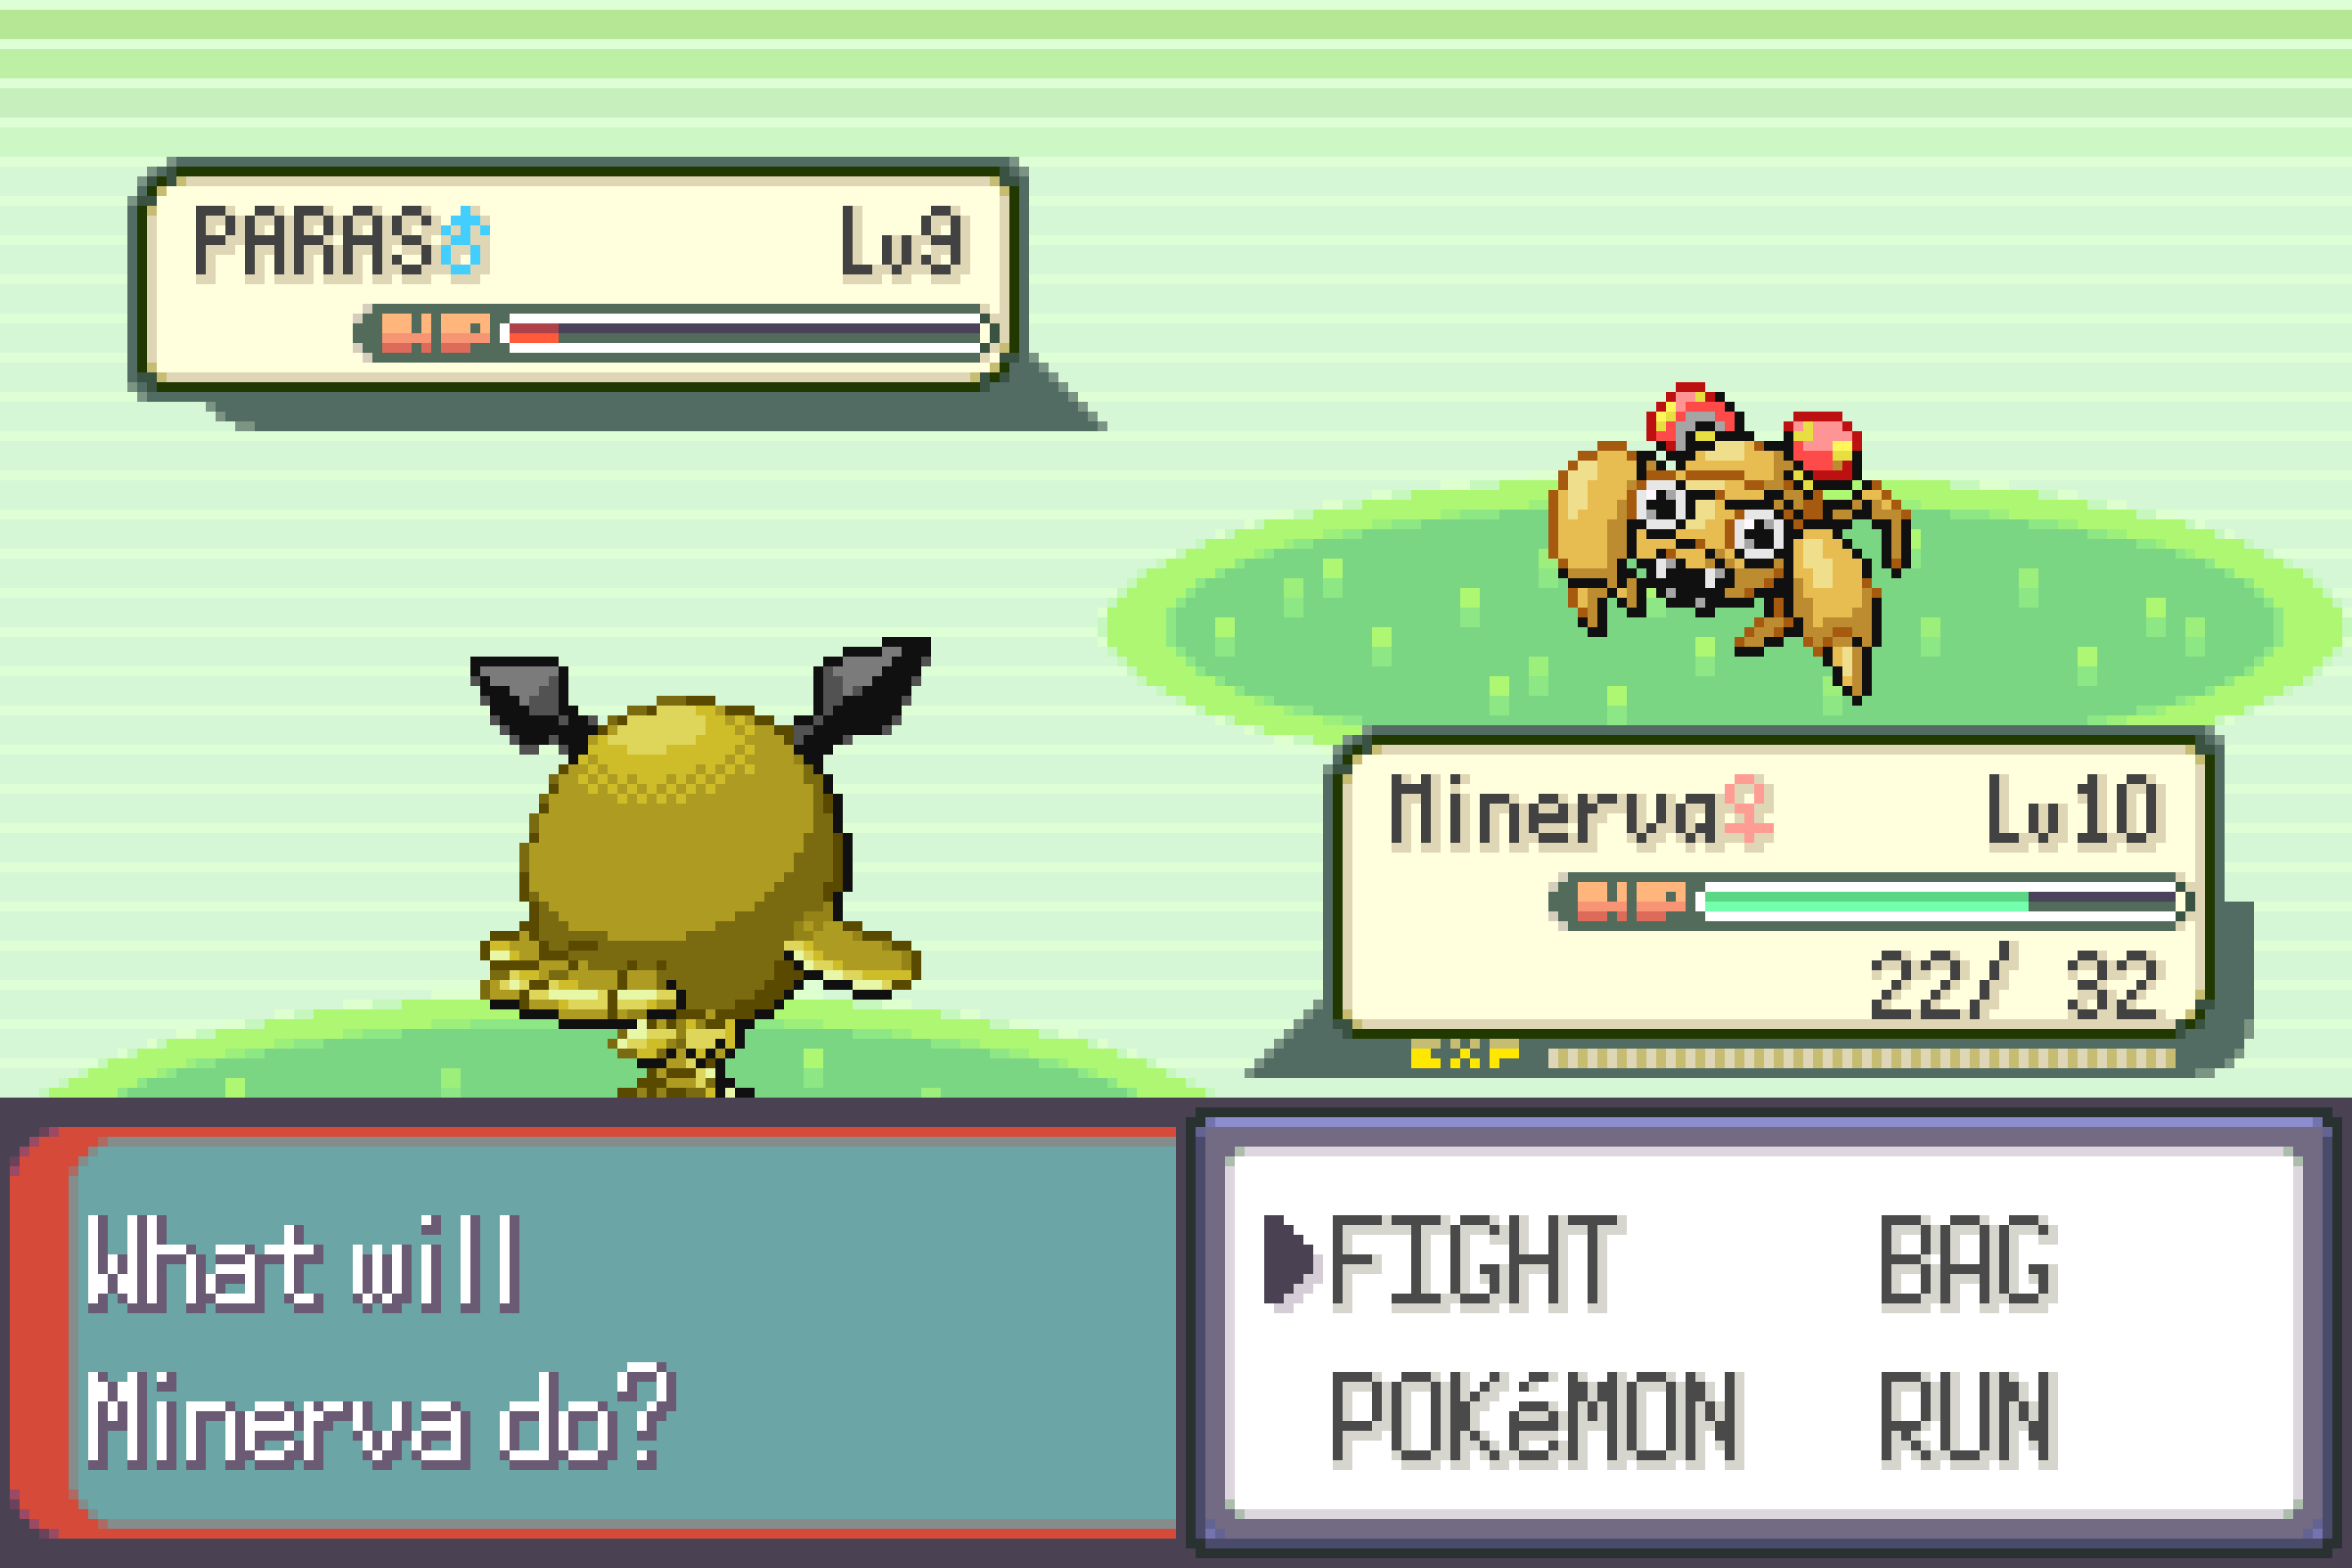 PARAS♂ Lv9
HP
Minerva♀ Lv10
HP
22/ 32
EXP
What will
Minerva do?
FIGHT BAG
POKéMON RUN